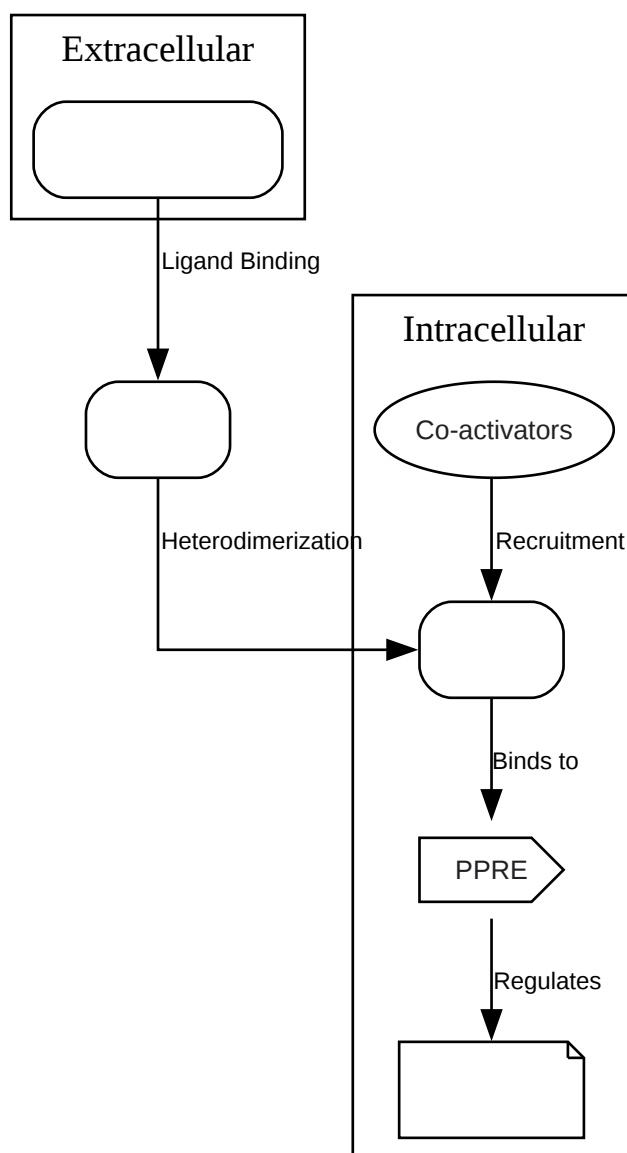 Extracellular
Ligand Binding
Intracellular
Co-activators
Heterodimerization
Recruitment
Binds to
PPRE
Regulates